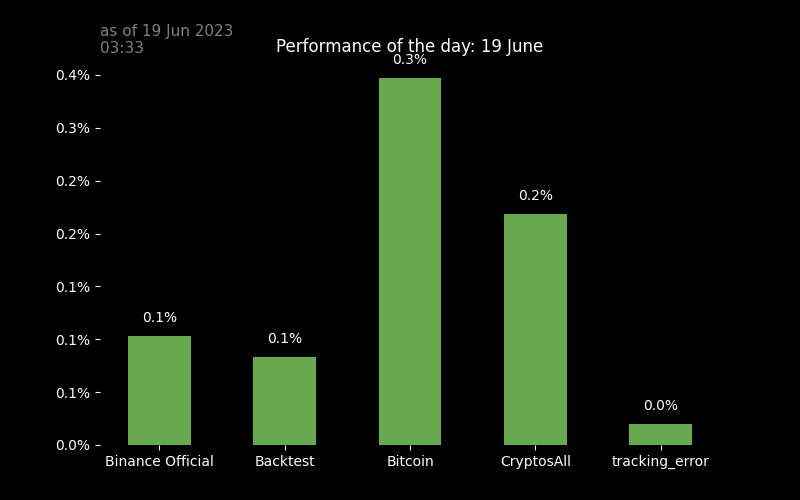 as of 19 Jun 2023
03:33
Performance of the day: 19 June
0.4%
0.3%
0.2%
0.2%
0.1%
0.1%
0.1%
0.0%
0.1%
0.1%
0.3%
0.2%
0.0%
Binance Official
Backtest
Bitcoin
CryptosAll
tracking_error